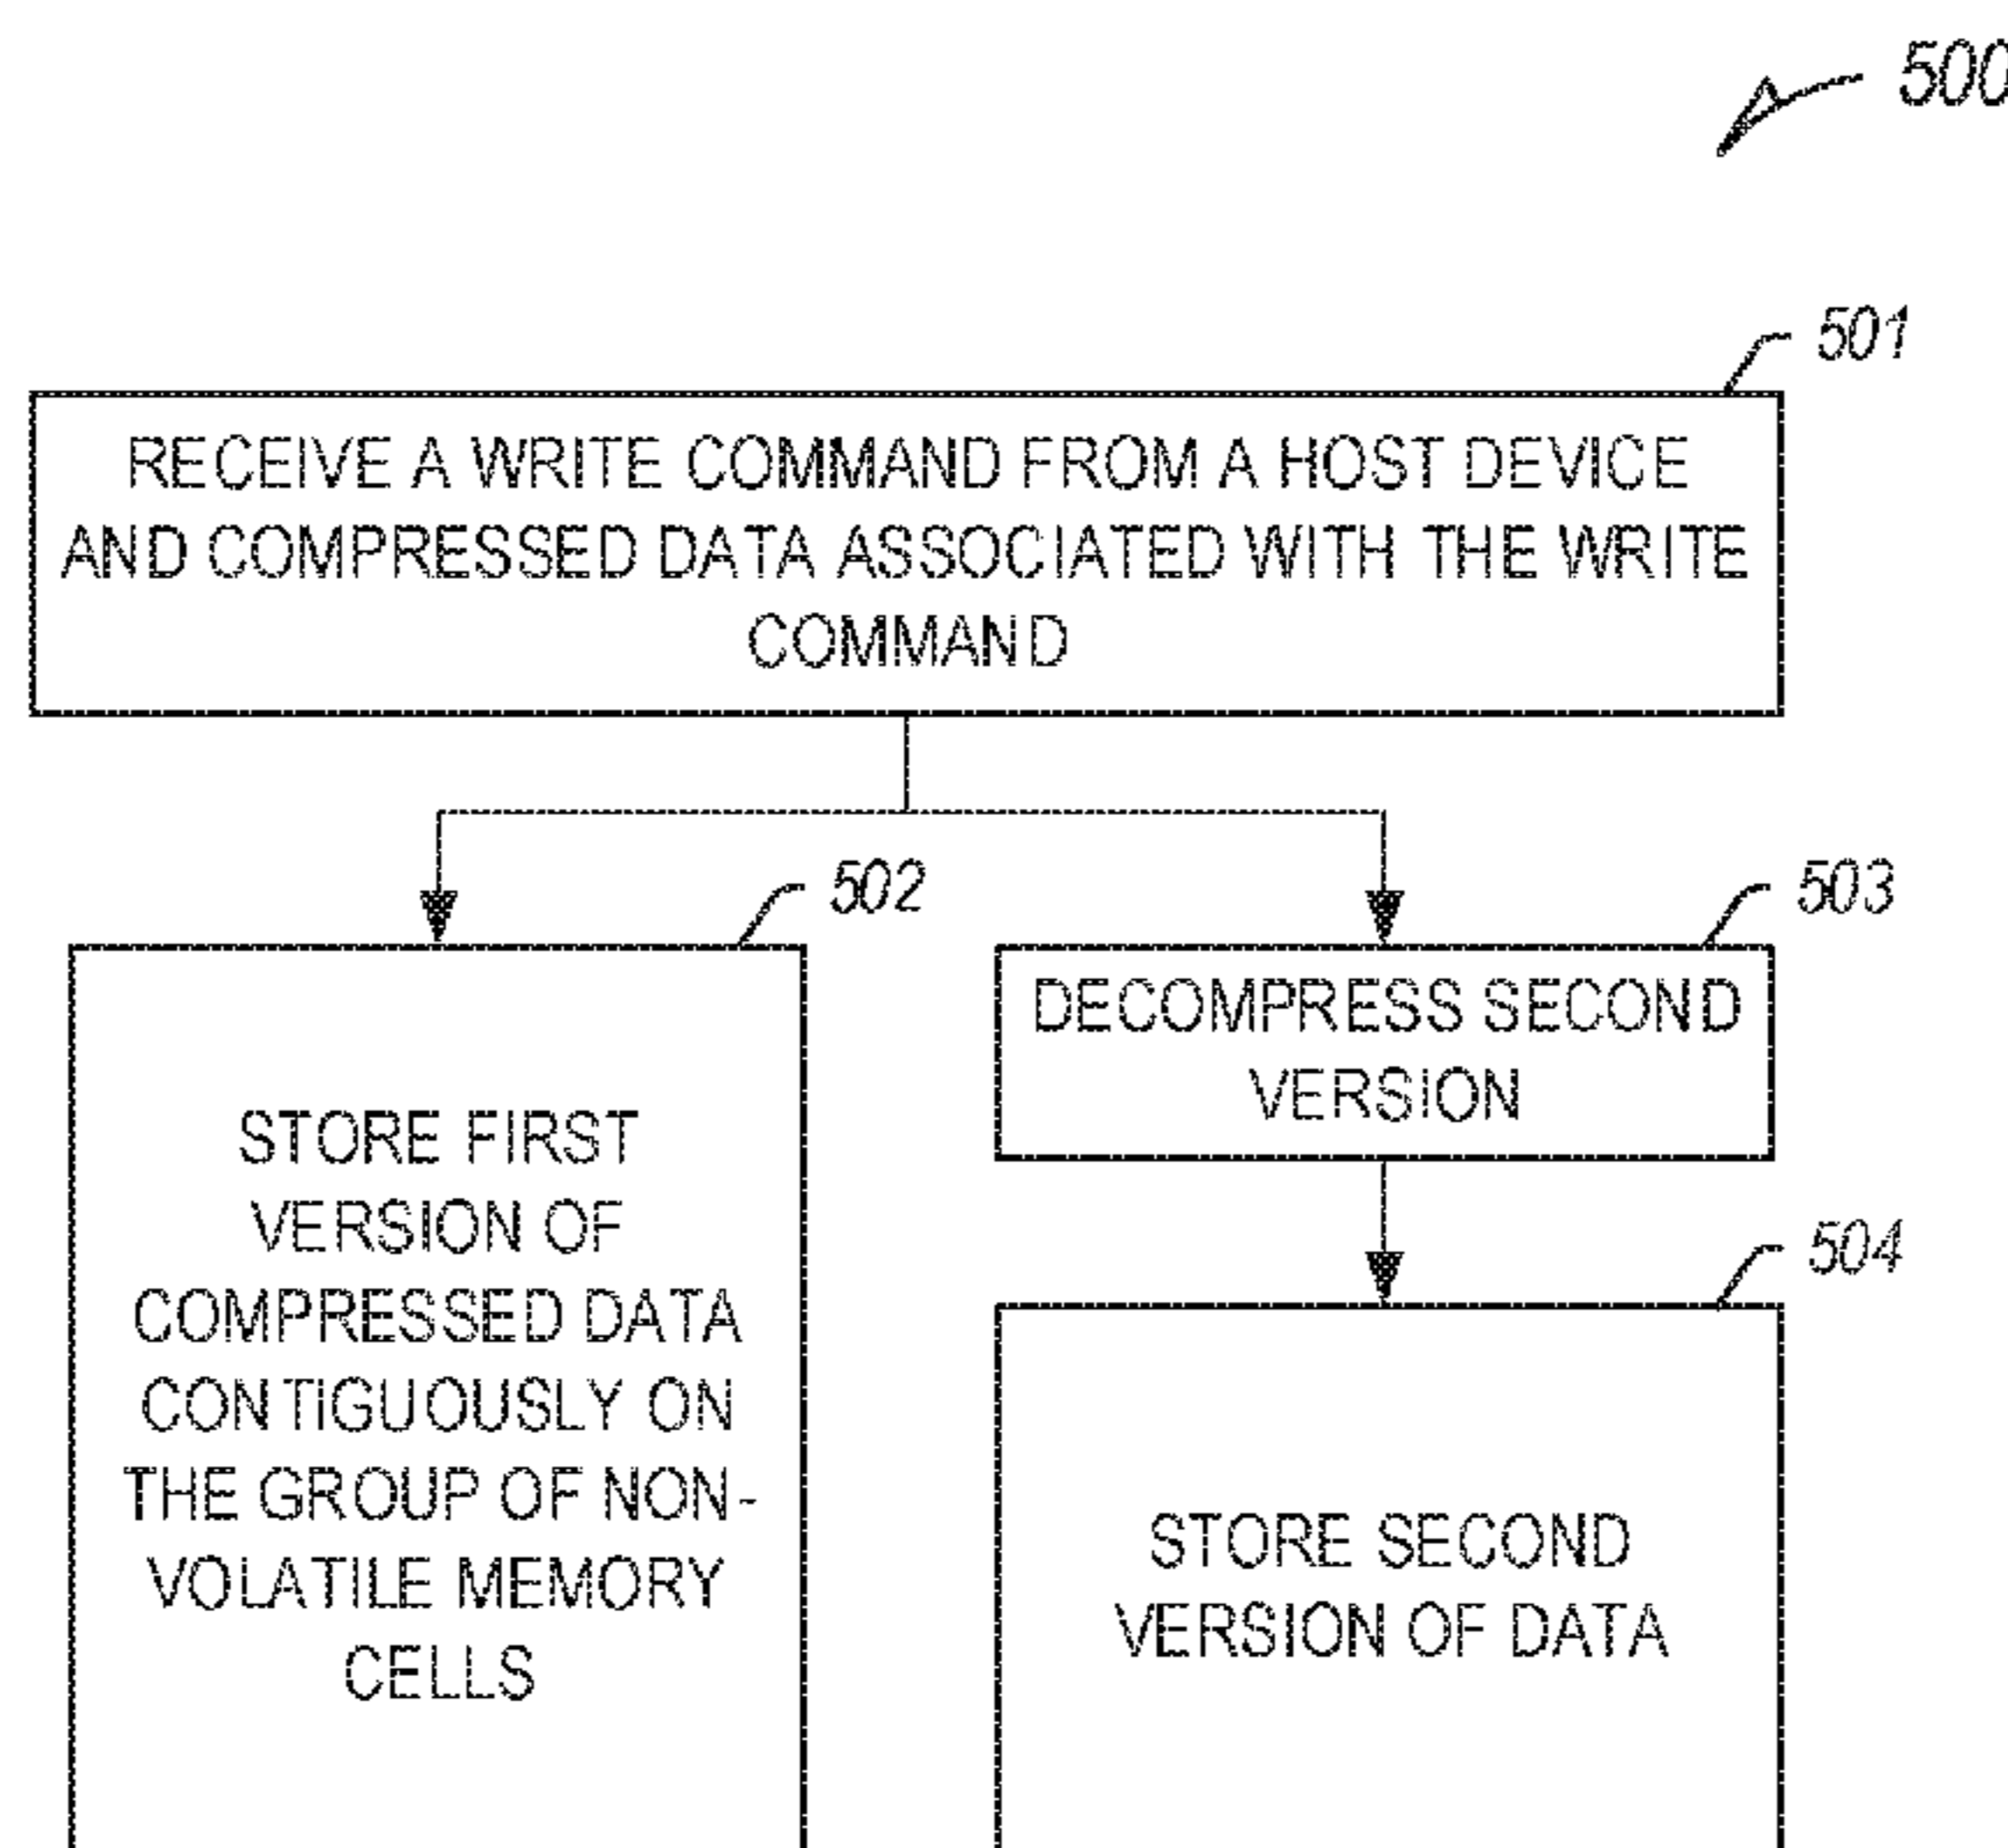 500
501
RECEIVE A WRITE COMMAND FROM A HOST DEVICE
AND COMPRESSED DATA ASSOCIATED WITH THE WRITE
COMMAND
502
STORE FIRST
VERSION OF
COMPRESSED DATA
CONTIGUOUSLY ON
THE GROUP OF NON-
VOLATILE MEMORY
CELLS
503
DECOMPRESS SECOND
VERSION
504
STORE SECOND
VERSION OF DATA